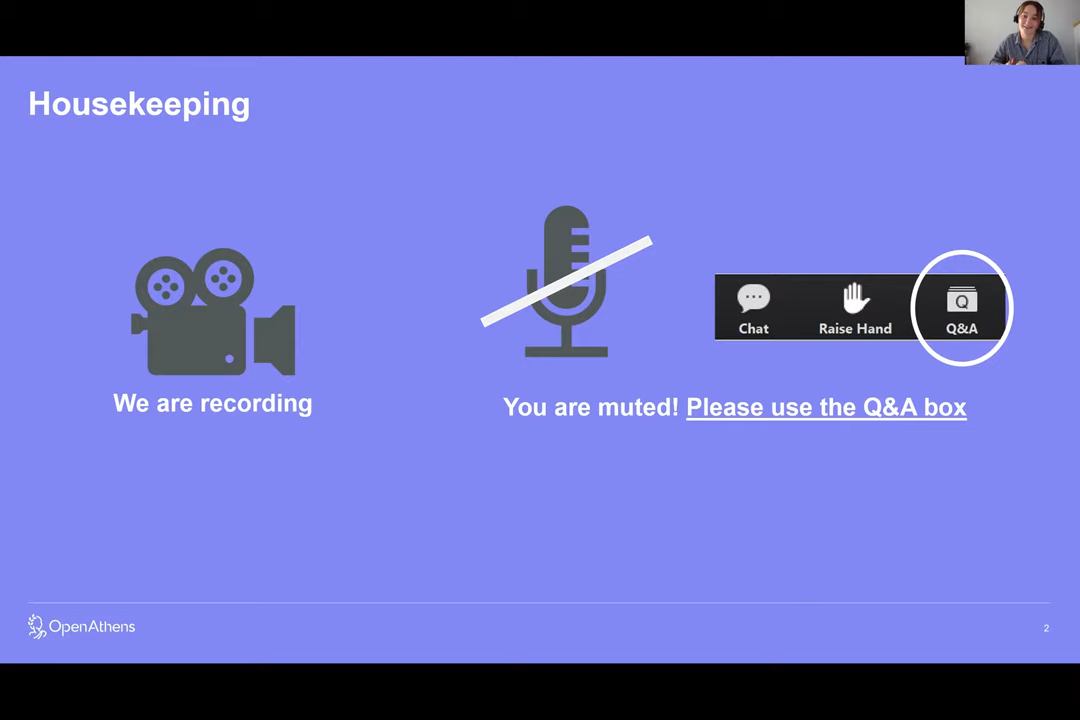 Housekeeping
Chat
Raise Hand
Q
Q&A
We are recording
You are muted! Please use the Q&A box
OpenAthens
2